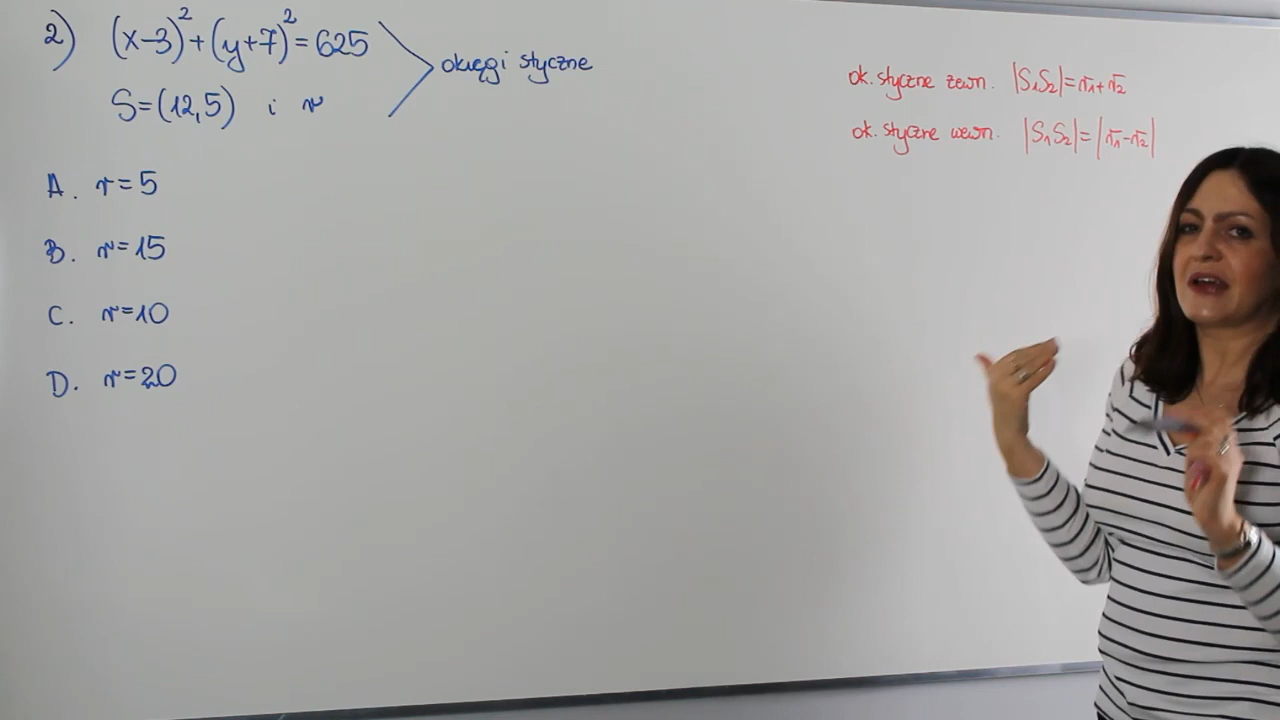 2) (x-3)²+(y+7)²=625
okręgi styczne
S=(12,5) i r
A. r=5
B. r=15
C. r=10
D. r=20
ok. styczne zewn. |S₁S₂|=r₁+r₂
ok. styczne wewn. |S₁S₂|=|r₁-r₂|